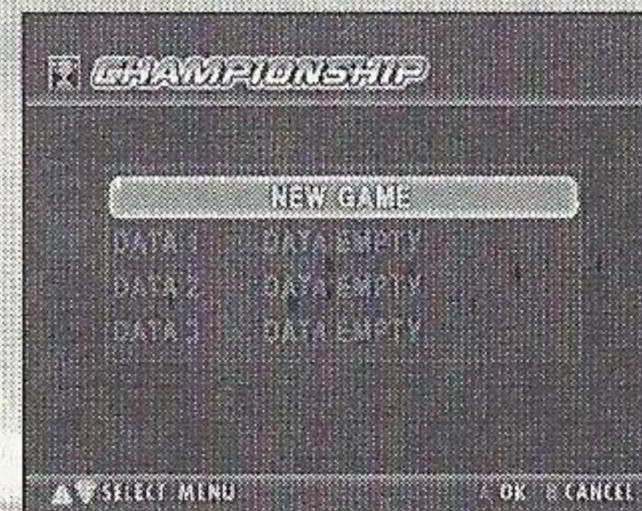 CHAMPIONSHIP
NEW GAME
DATA 1 DATA EMPTY
DATA 2 DATA EMPTY
DATA 3 DATA EMPTY
▲▼ SELECT MENU A OK B CANCEL